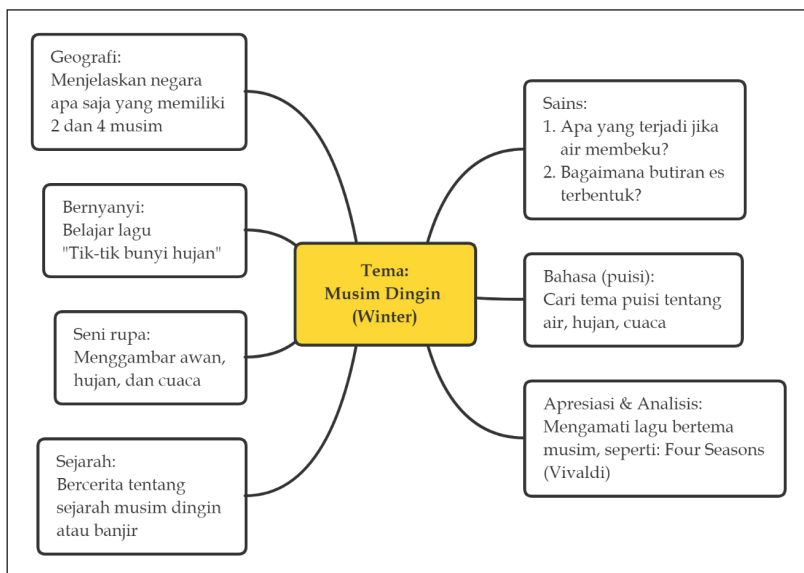 Geografi:
Menjelaskan negara
apa saja yang memiliki
2 dan 4 musim
Bernyanyi:
Belajar lagu
"Tik-tik bunyi hujan"
Seni rupa:
Menggambar awan,
hujan, dan cuaca
Sejarah:
Bercerita tentang
sejarah musim dingin
atau banjir
Tema:
Musim Dingin
(Winter)
Sains:
1. Apa yang terjadi jika
air membeku?
2. Bagaimana butiran es
terbentuk?
Bahasa (puisi):
Cari tema puisi tentang
air, hujan, cuaca
Apresiasi & Analisis:
Mengamati lagu bertema
musim, seperti: Four Seasons
(Vivaldi)